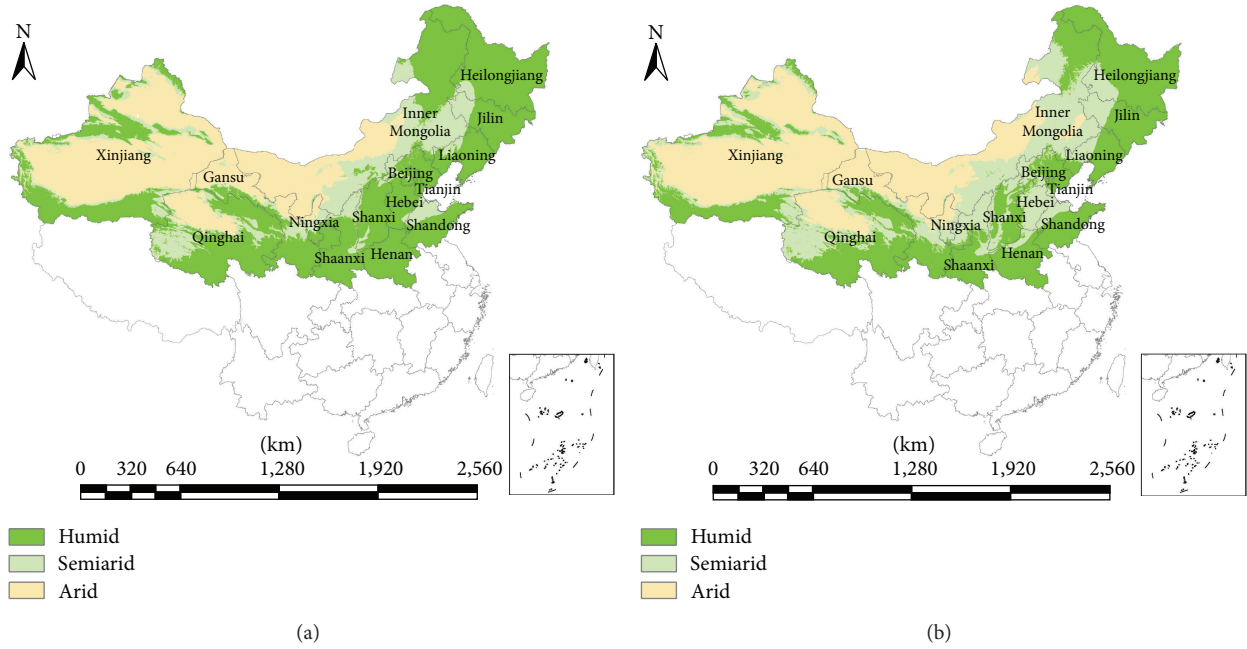 N
Heilongjiang
Inner
Mongolia
Jilin
Xinjiang
Liaoning
Gansu
Beijing
Tianjin
Hebei
Ningxia
Shanxi
Shandong
Qinghai
Shaanxi
Henan
(km)
0 320 640 1,280 1,920 2,560
Humid
Semiarid
Arid
(a)
N
Heilongjiang
Inner
Mongolia
Jilin
Xinjiang
Liaoning
Gansu
Beijing
Tianjin
Hebei
Ningxia
Shanxi
Shandong
Qinghai
Shaanxi
Henan
(km)
0 320 640 1,280 1,920 2,560
Humid
Semiarid
Arid
(b)